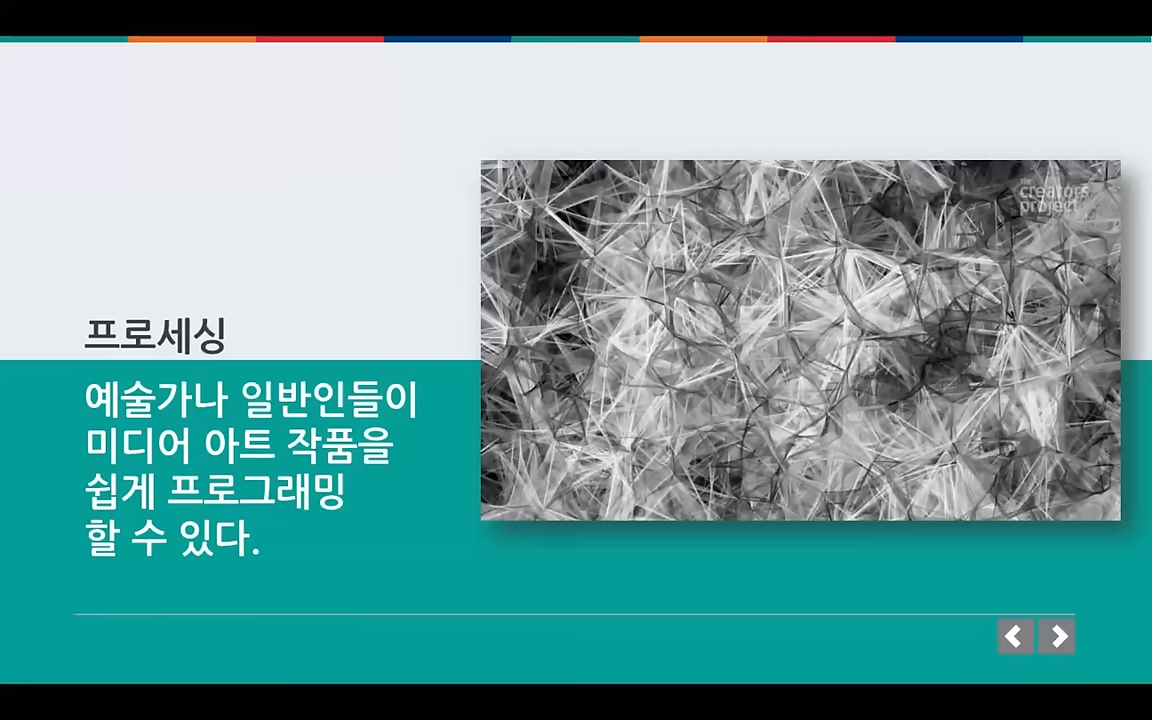 프로세싱
예술가나 일반인들이
미디어 아트 작품을
쉽게 프로그래밍
할 수 있다.
the
creators
project